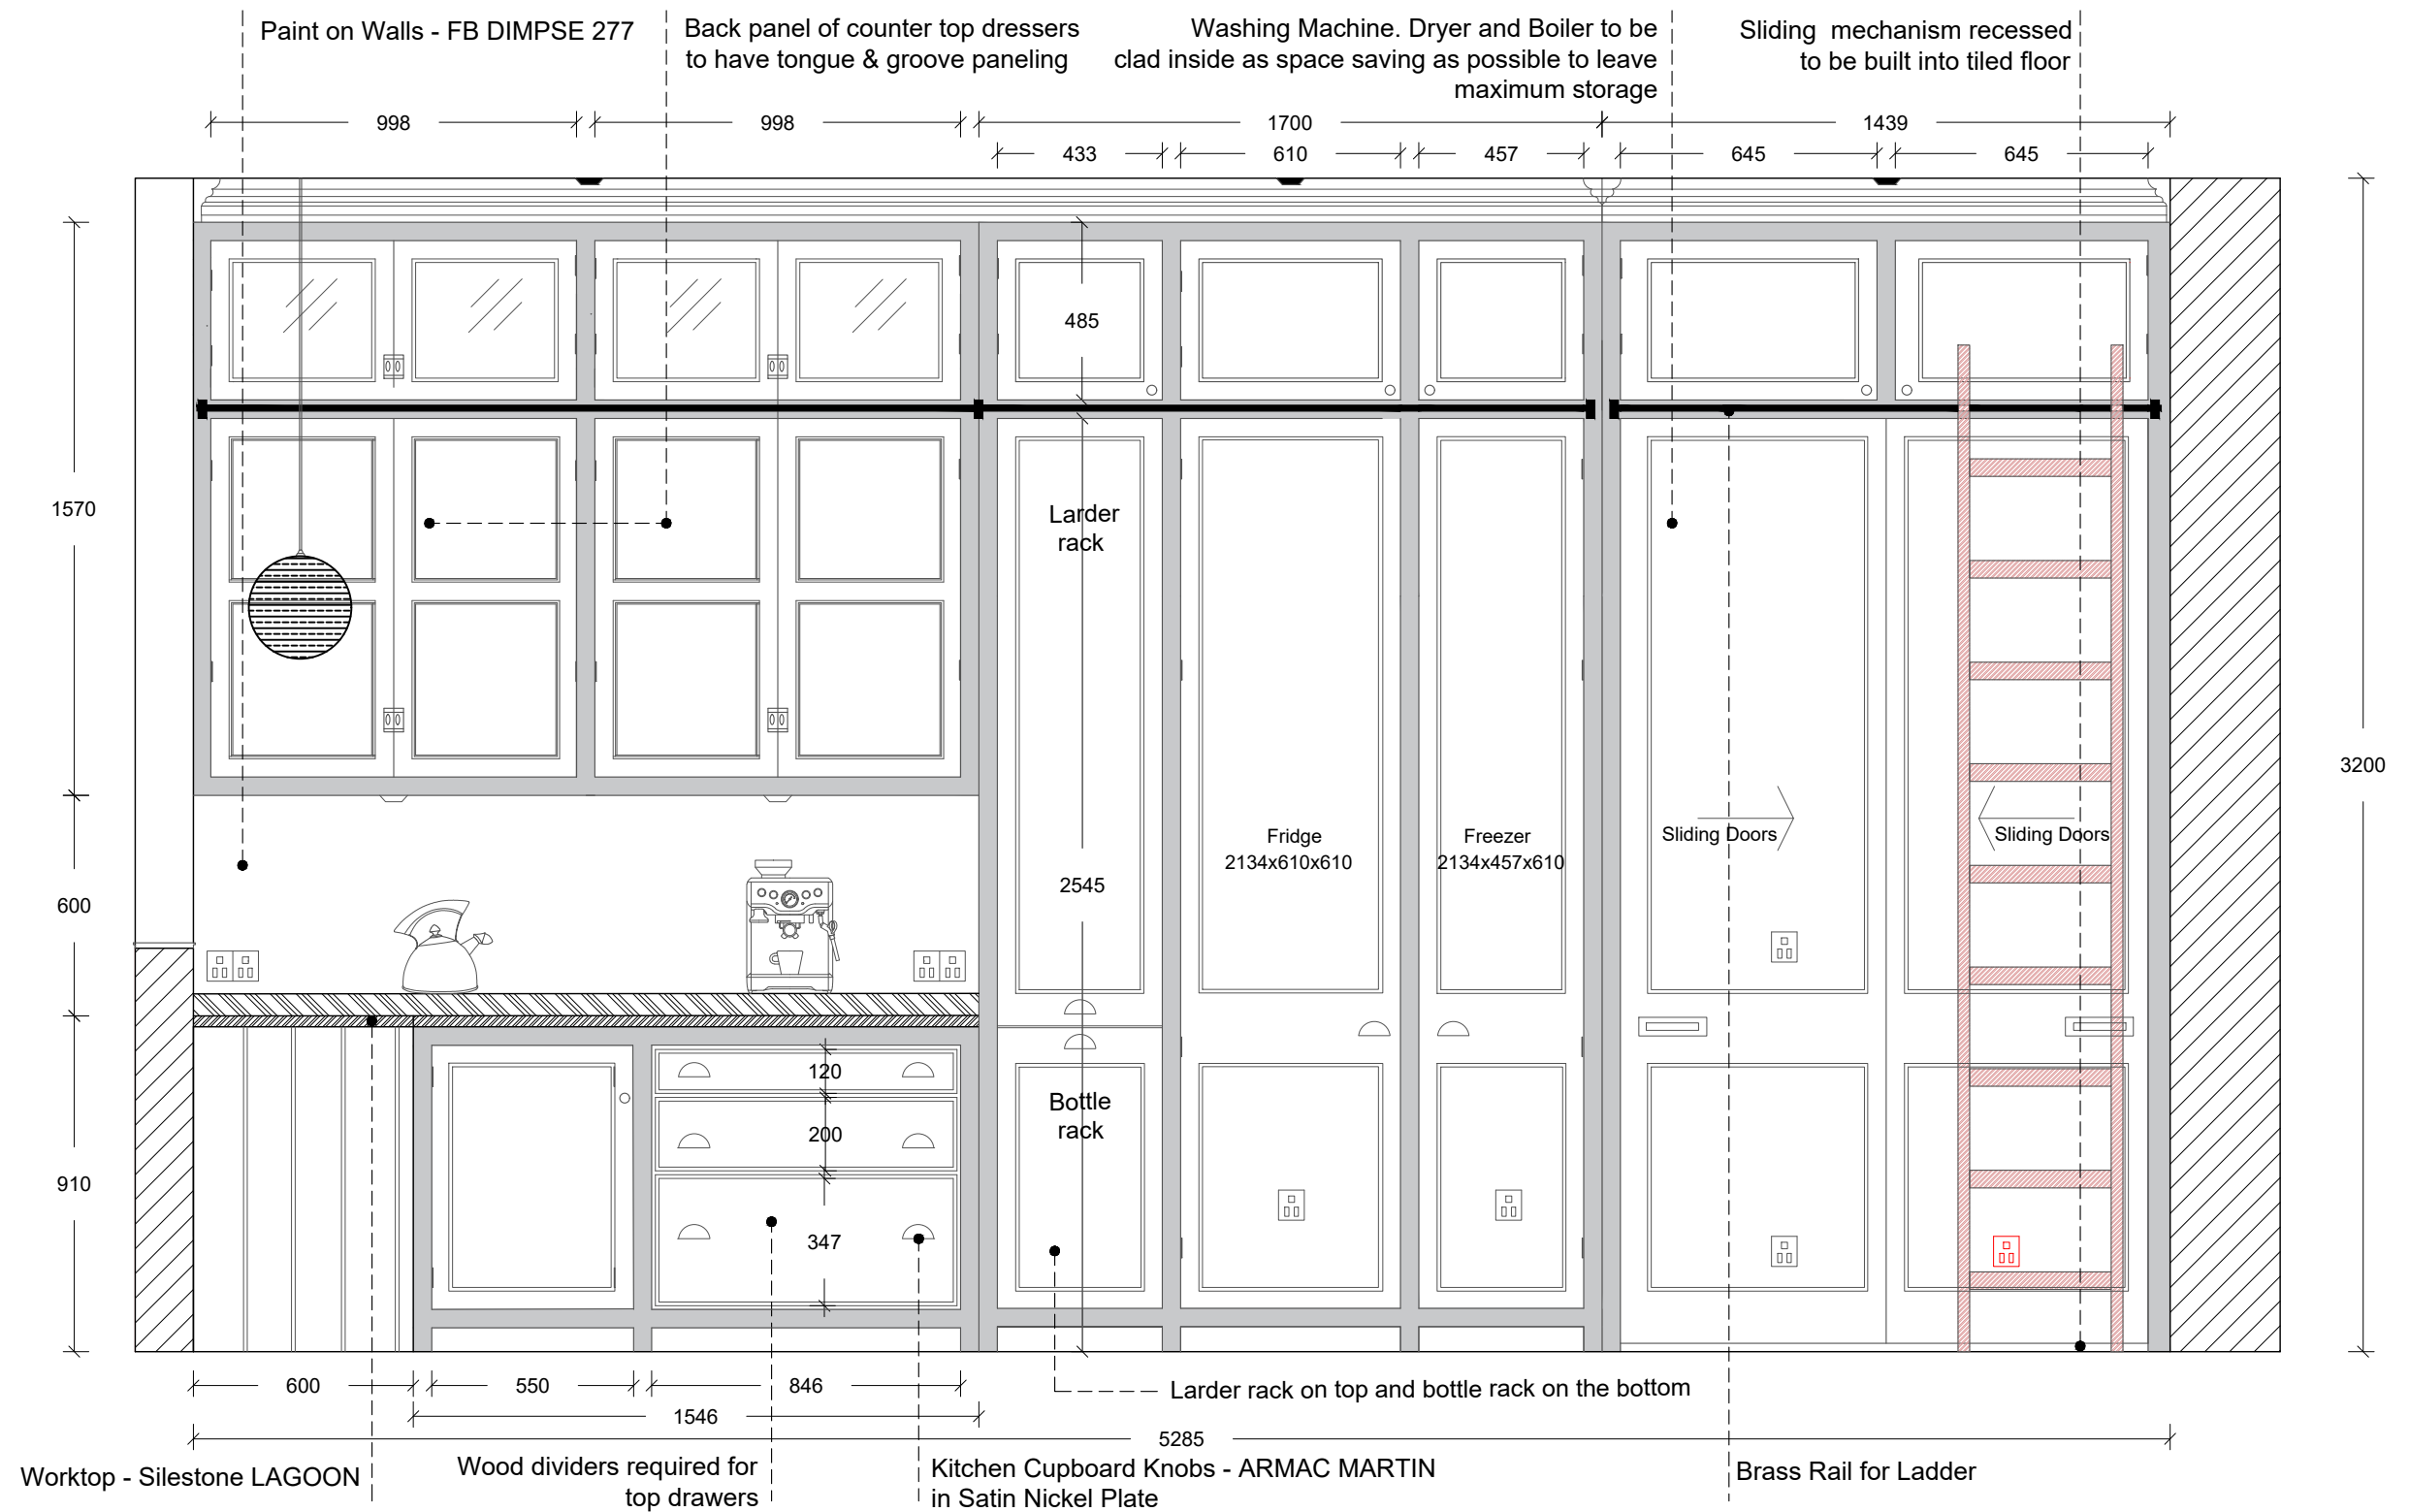 Paint on Walls - FB DIMPSE 277
Back panel of counter top dressers
to have tongue & groove paneling
Washing Machine. Dryer and Boiler to be
clad inside as space saving as possible to leave
maximum storage
Sliding mechanism recessed
to be built into tiled floor
998
998
1700
1439
433
610
457
645
645
485
1570
Larder
rack
3200
Fridge
2134x610x610
Freezer
2134x457x610
Sliding Doors
Sliding Doors
2545
600
120
Bottle
rack
200
910
347
600
550
846
Larder rack on top and bottle rack on the bottom
1546
5285
Worktop - Silestone LAGOON
Wood dividers required for
top drawers
Kitchen Cupboard Knobs - ARMAC MARTIN
in Satin Nickel Plate
Brass Rail for Ladder